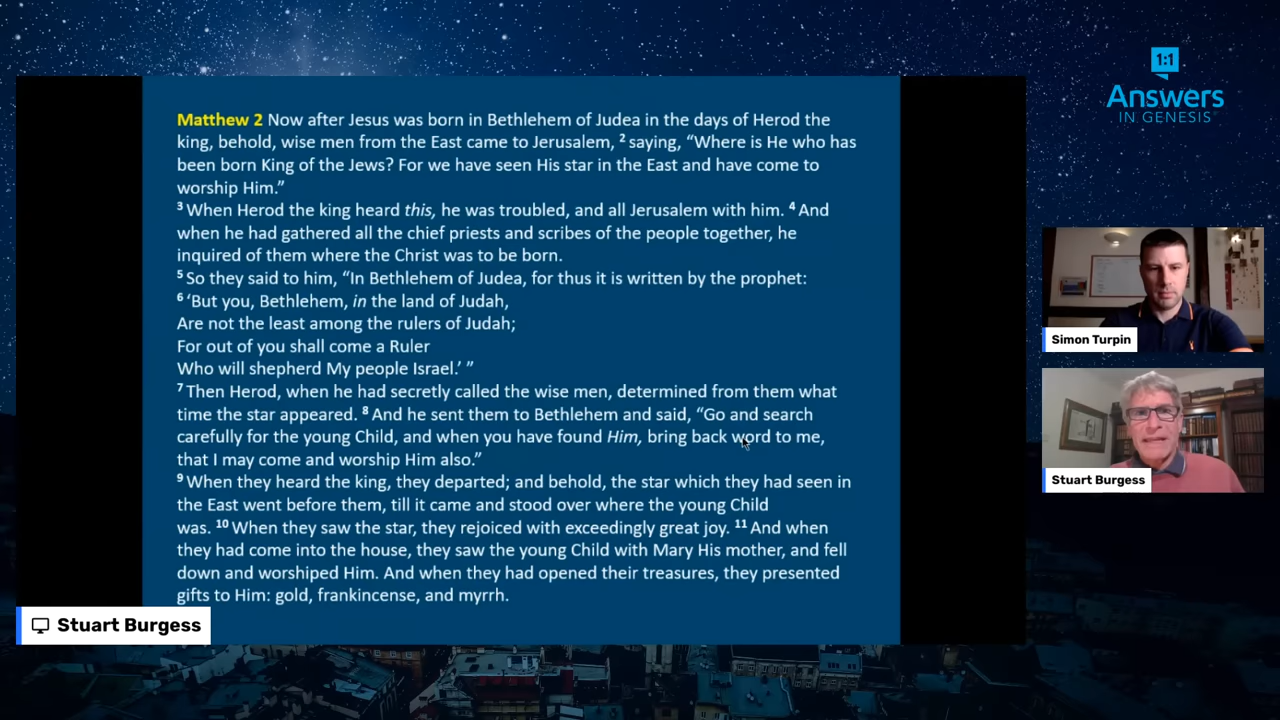 Matthew 2 Now after Jesus was born in Bethlehem of Judea in the days of Herod the
king, behold, wise men from the East came to Jerusalem, ² saying, “Where is He who has
been born King of the Jews? For we have seen His star in the East and have come to
worship Him.”
³ When Herod the king heard this, he was troubled, and all Jerusalem with him. ⁴ And
when he had gathered all the chief priests and scribes of the people together, he
inquired of them where the Christ was to be born.
⁵ So they said to him, “In Bethlehem of Judea, for thus it is written by the prophet:
⁶ ‘But you, Bethlehem, in the land of Judah,
Are not the least among the rulers of Judah;
For out of you shall come a Ruler
Who will shepherd My people Israel.’ ”
⁷ Then Herod, when he had secretly called the wise men, determined from them what
time the star appeared. ⁸ And he sent them to Bethlehem and said, “Go and search
carefully for the young Child, and when you have found Him, bring back word to me,
that I may come and worship Him also.”
⁹ When they heard the king, they departed; and behold, the star which they had seen in
the East went before them, till it came and stood over where the young Child
was. ¹⁰ When they saw the star, they rejoiced with exceedingly great joy. ¹¹ And when
they had come into the house, they saw the young Child with Mary His mother, and fell
down and worshiped Him. And when they had opened their treasures, they presented
gifts to Him: gold, frankincense, and myrrh.
Stuart Burgess
1:1
Answers
IN GENESIS
Simon Turpin
Stuart Burgess